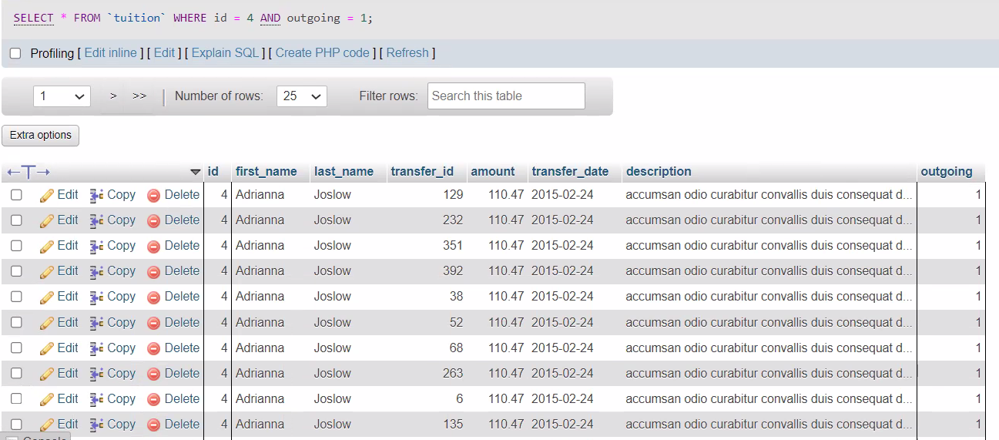 SELECT * FROM `tuition` WHERE id = 4 AND outgoing = 1;
Profiling [ Edit inline ] [ Edit ] [ Explain SQL ] [ Create PHP code ] [ Refresh ]
1 > >> | Number of rows: 25 Filter rows: Search this table
Extra options
←T→ id first_name last_name transfer_id amount transfer_date description outgoing
Edit Copy Delete 4 Adrianna Joslow 129 110.47 2015-02-24 accumsan odio curabitur convallis duis consequat d... 1
Edit Copy Delete 4 Adrianna Joslow 232 110.47 2015-02-24 accumsan odio curabitur convallis duis consequat d... 1
Edit Copy Delete 4 Adrianna Joslow 351 110.47 2015-02-24 accumsan odio curabitur convallis duis consequat d... 1
Edit Copy Delete 4 Adrianna Joslow 392 110.47 2015-02-24 accumsan odio curabitur convallis duis consequat d... 1
Edit Copy Delete 4 Adrianna Joslow 38 110.47 2015-02-24 accumsan odio curabitur convallis duis consequat d... 1
Edit Copy Delete 4 Adrianna Joslow 52 110.47 2015-02-24 accumsan odio curabitur convallis duis consequat d... 1
Edit Copy Delete 4 Adrianna Joslow 68 110.47 2015-02-24 accumsan odio curabitur convallis duis consequat d... 1
Edit Copy Delete 4 Adrianna Joslow 263 110.47 2015-02-24 accumsan odio curabitur convallis duis consequat d... 1
Edit Copy Delete 4 Adrianna Joslow 6 110.47 2015-02-24 accumsan odio curabitur convallis duis consequat d... 1
Edit Copy Delete 4 Adrianna Joslow 135 110.47 2015-02-24 accumsan odio curabitur convallis duis consequat d... 1
Console